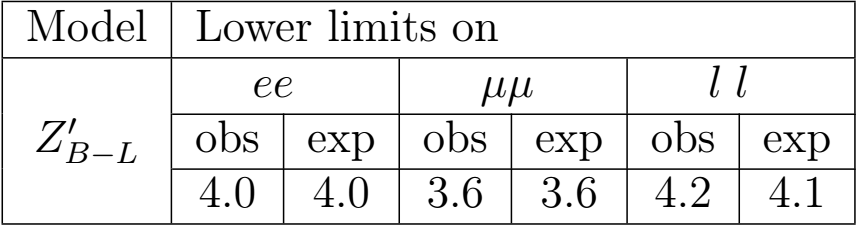 Model Lower limits on
ee μμ l l
Z′B−L obs exp obs exp obs exp
4.0 4.0 3.6 3.6 4.2 4.1